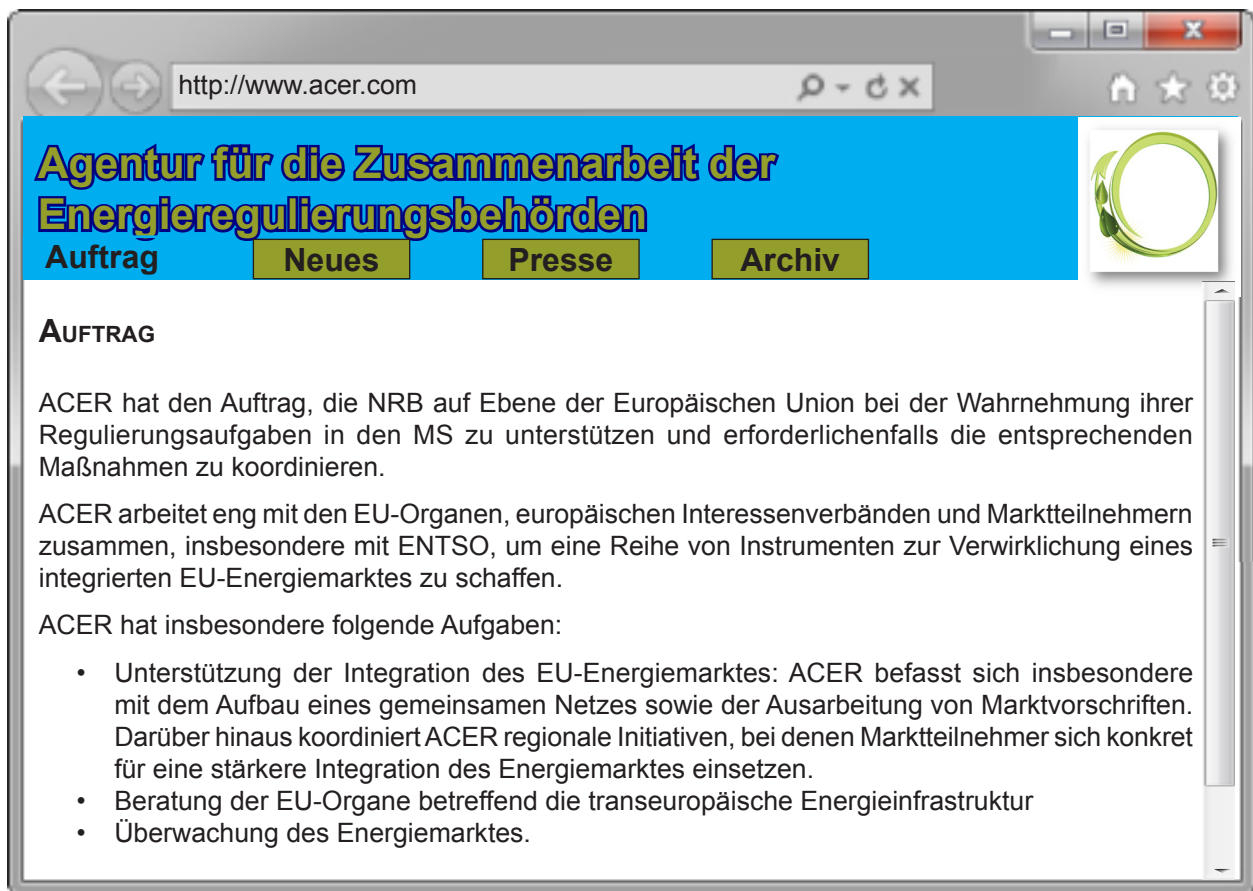 http://www.acer.com
Agentur für die Zusammenarbeit der
Energieregulierungsbehörden
Auftrag Neues Presse Archiv
AUFTRAG
ACER hat den Auftrag, die NRB auf Ebene der Europäischen Union bei der Wahrnehmung ihrer
Regulierungsaufgaben in den MS zu unterstützen und erforderlichenfalls die entsprechenden
Maßnahmen zu koordinieren.
ACER arbeitet eng mit den EU-Organen, europäischen Interessenverbänden und Marktteilnehmern
zusammen, insbesondere mit ENTSO, um eine Reihe von Instrumenten zur Verwirklichung eines
integrierten EU-Energiemarktes zu schaffen.
ACER hat insbesondere folgende Aufgaben:
• Unterstützung der Integration des EU-Energiemarktes: ACER befasst sich insbesondere
mit dem Aufbau eines gemeinsamen Netzes sowie der Ausarbeitung von Marktvorschriften.
Darüber hinaus koordiniert ACER regionale Initiativen, bei denen Marktteilnehmer sich konkret
für eine stärkere Integration des Energiemarktes einsetzen.
• Beratung der EU-Organe betreffend die transeuropäische Energieinfrastruktur
• Überwachung des Energiemarktes.